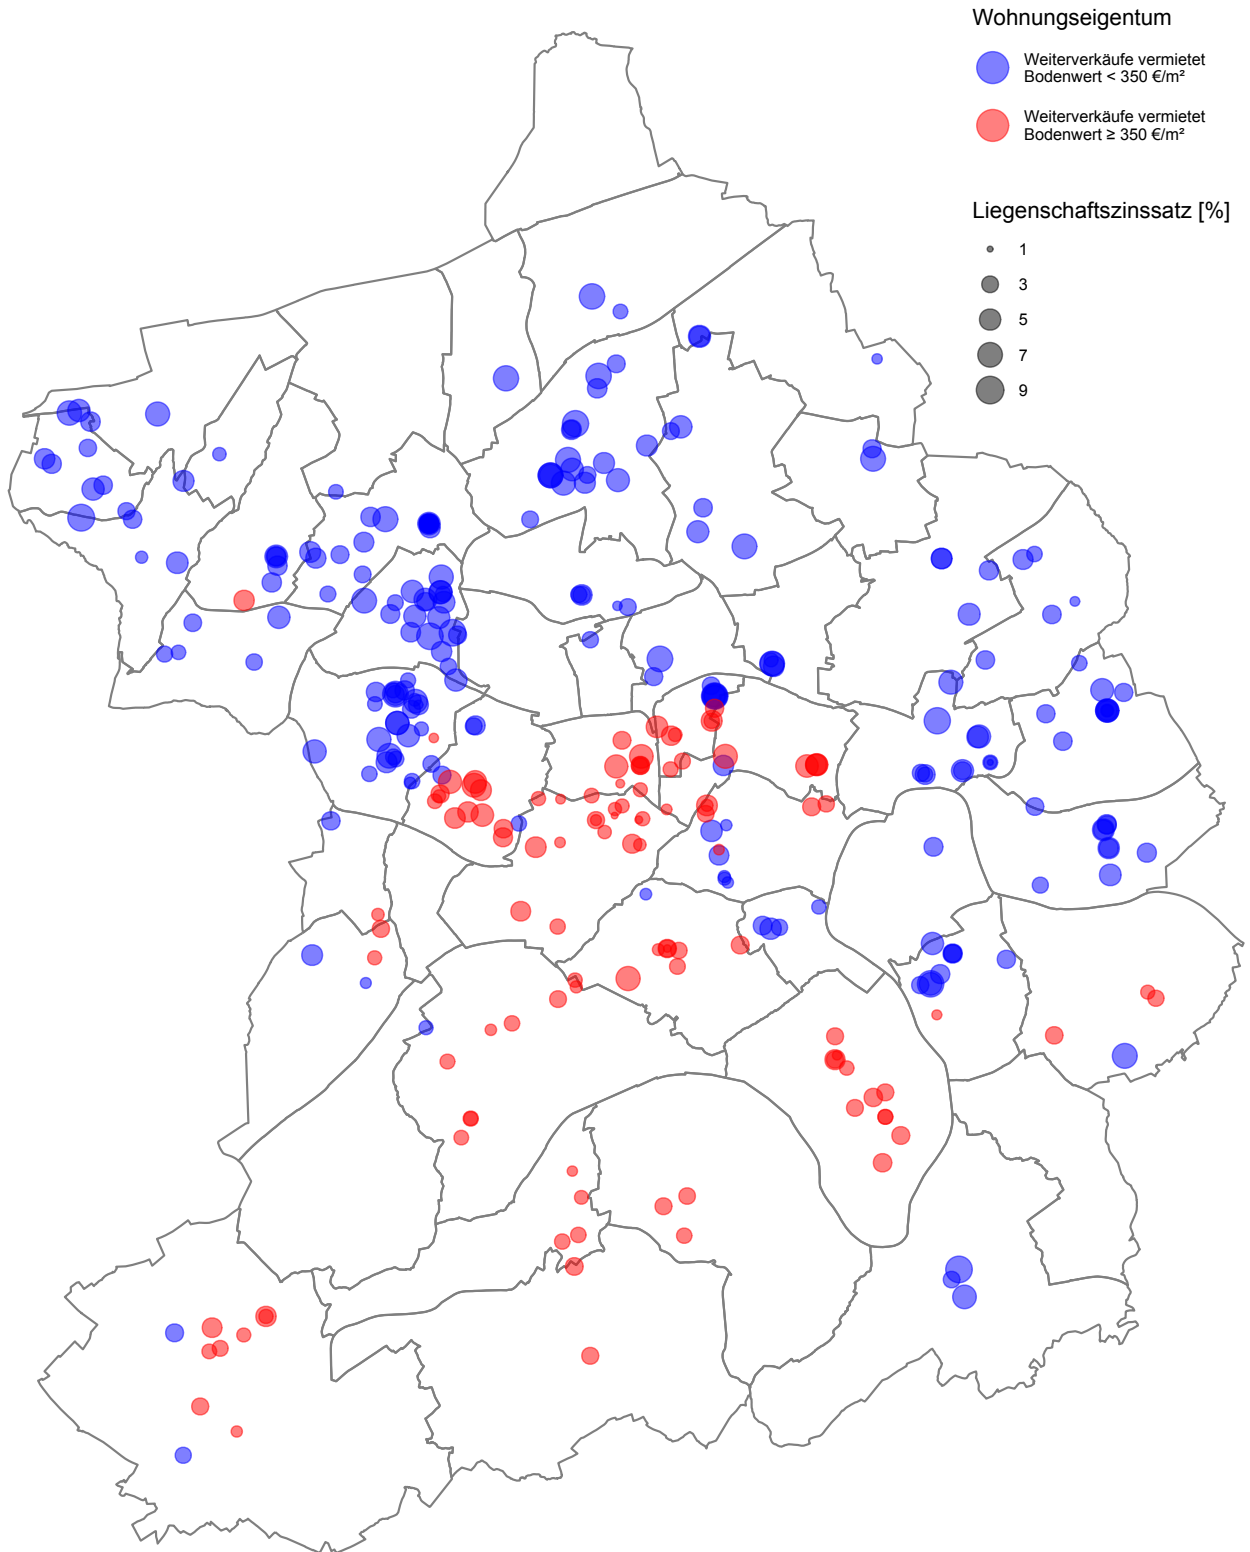 Wohnungseigentum
Weiterverkäufe vermietet
Bodenwert < 350 €/m²
Weiterverkäufe vermietet
Bodenwert ≥ 350 €/m²
Liegenschaftszinssatz [%]
1
3
5
7
9